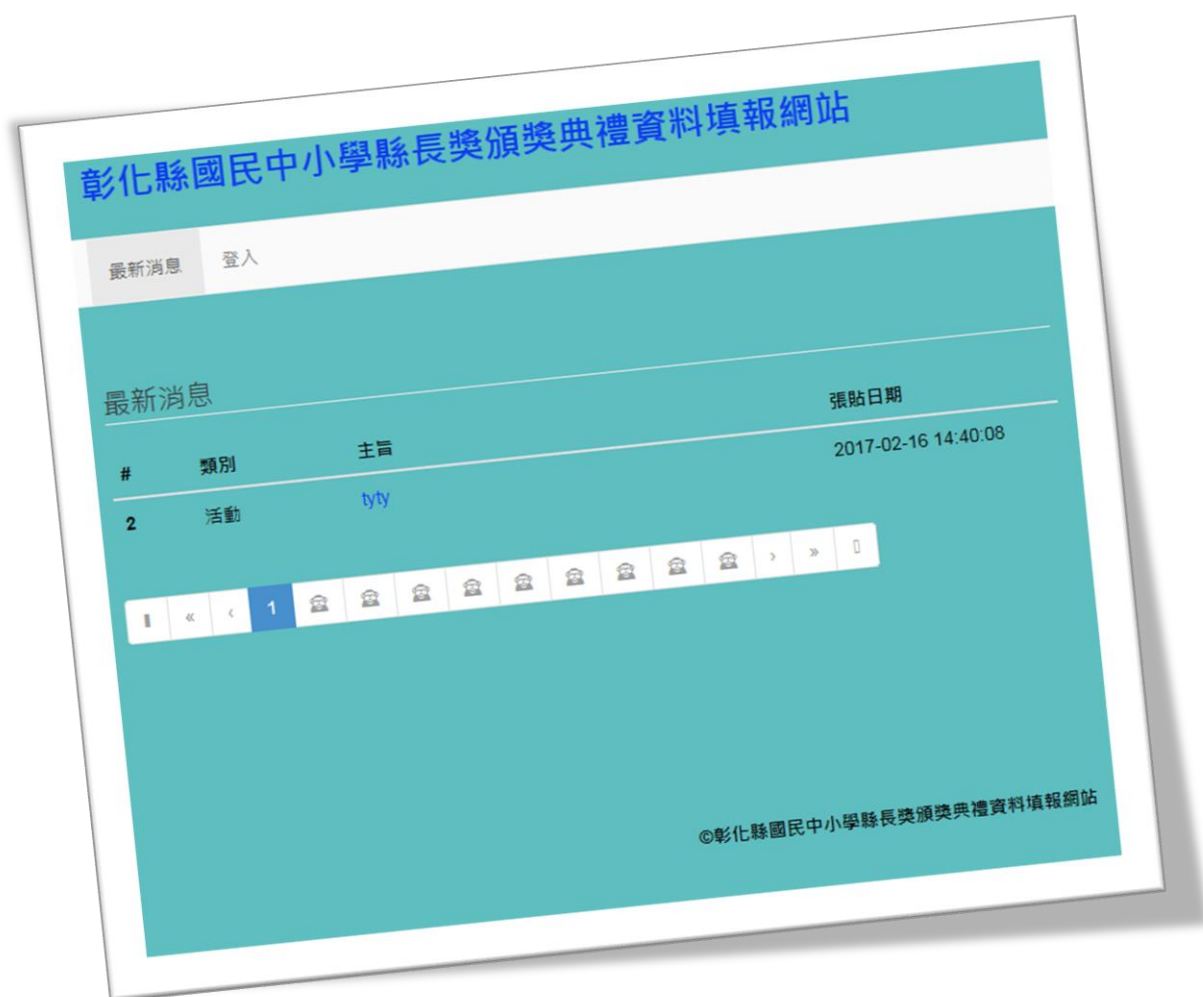 彰化縣國民中小學縣長獎頒獎典禮資料填報網站
最新消息 登入
最新消息
# 類別 主旨 張貼日期
2 活動 tyty 2017-02-16 14:40:08
« ‹ 1 › »
©彰化縣國民中小學縣長獎頒獎典禮資料填報網站